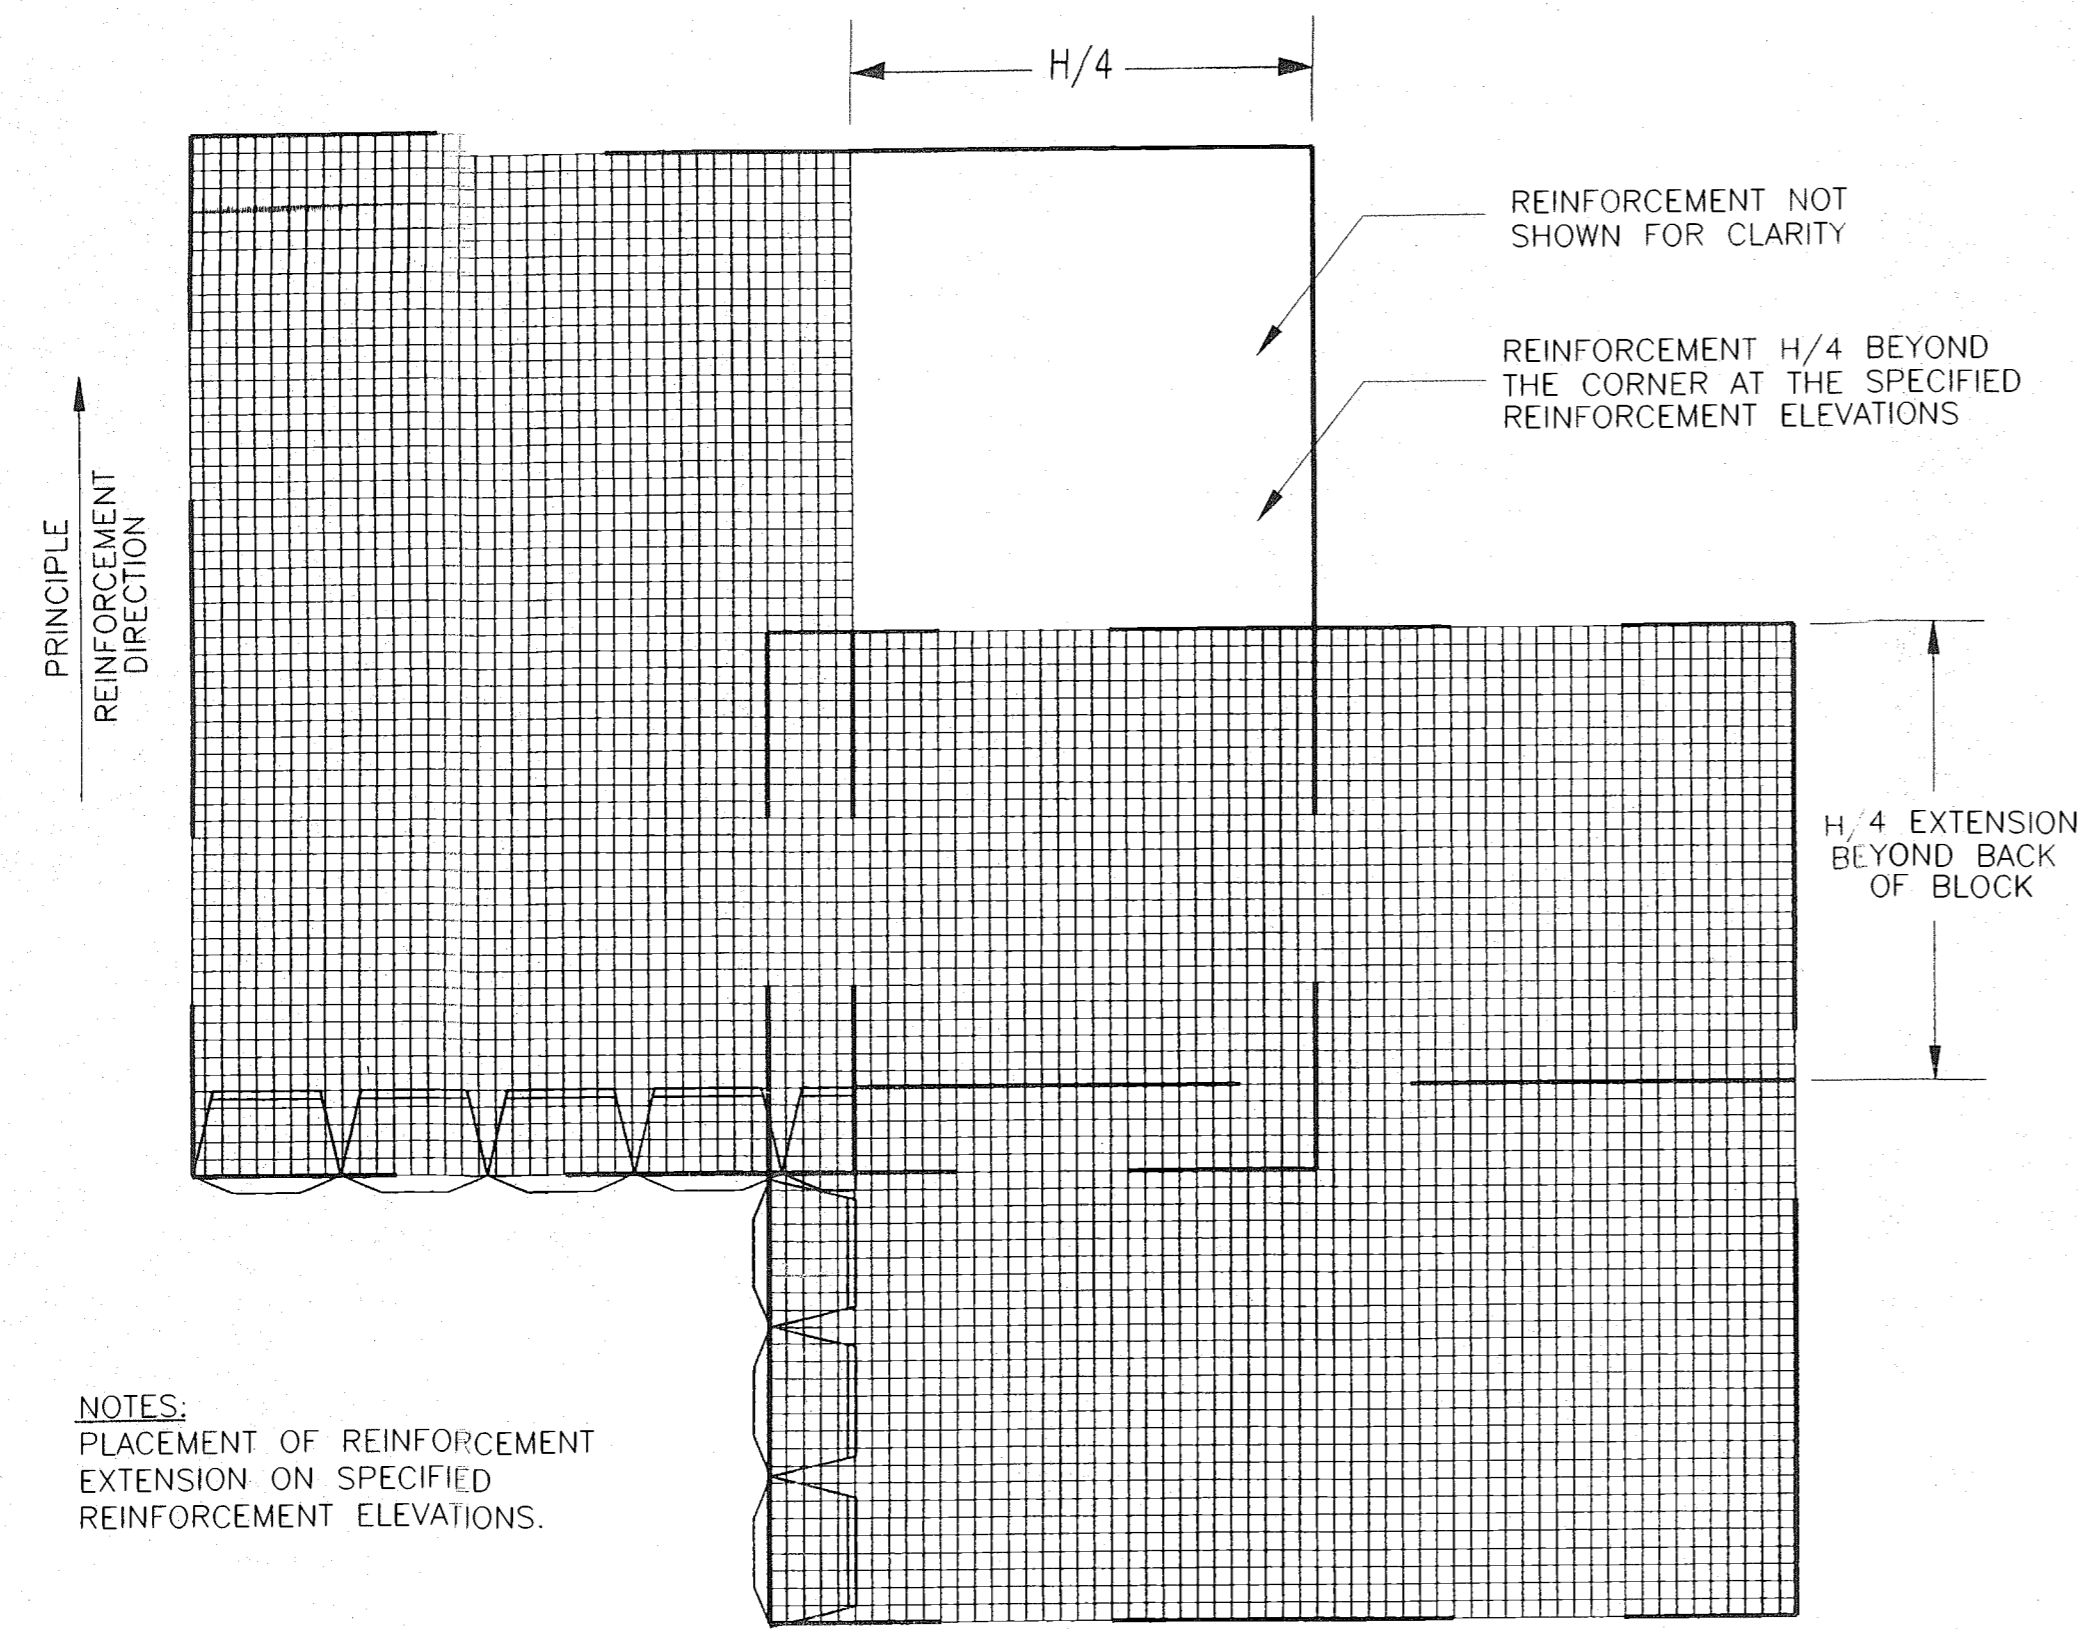 H/4
REINFORCEMENT NOT
SHOWN FOR CLARITY
REINFORCEMENT H/4 BEYOND
THE CORNER AT THE SPECIFIED
REINFORCEMENT ELEVATIONS
PRINCIPLE
REINFORCEMENT
DIRECTION
H/4 EXTENSION
BEYOND BACK
OF BLOCK
NOTES:
PLACEMENT OF REINFORCEMENT
EXTENSION ON SPECIFIED
REINFORCEMENT ELEVATIONS.